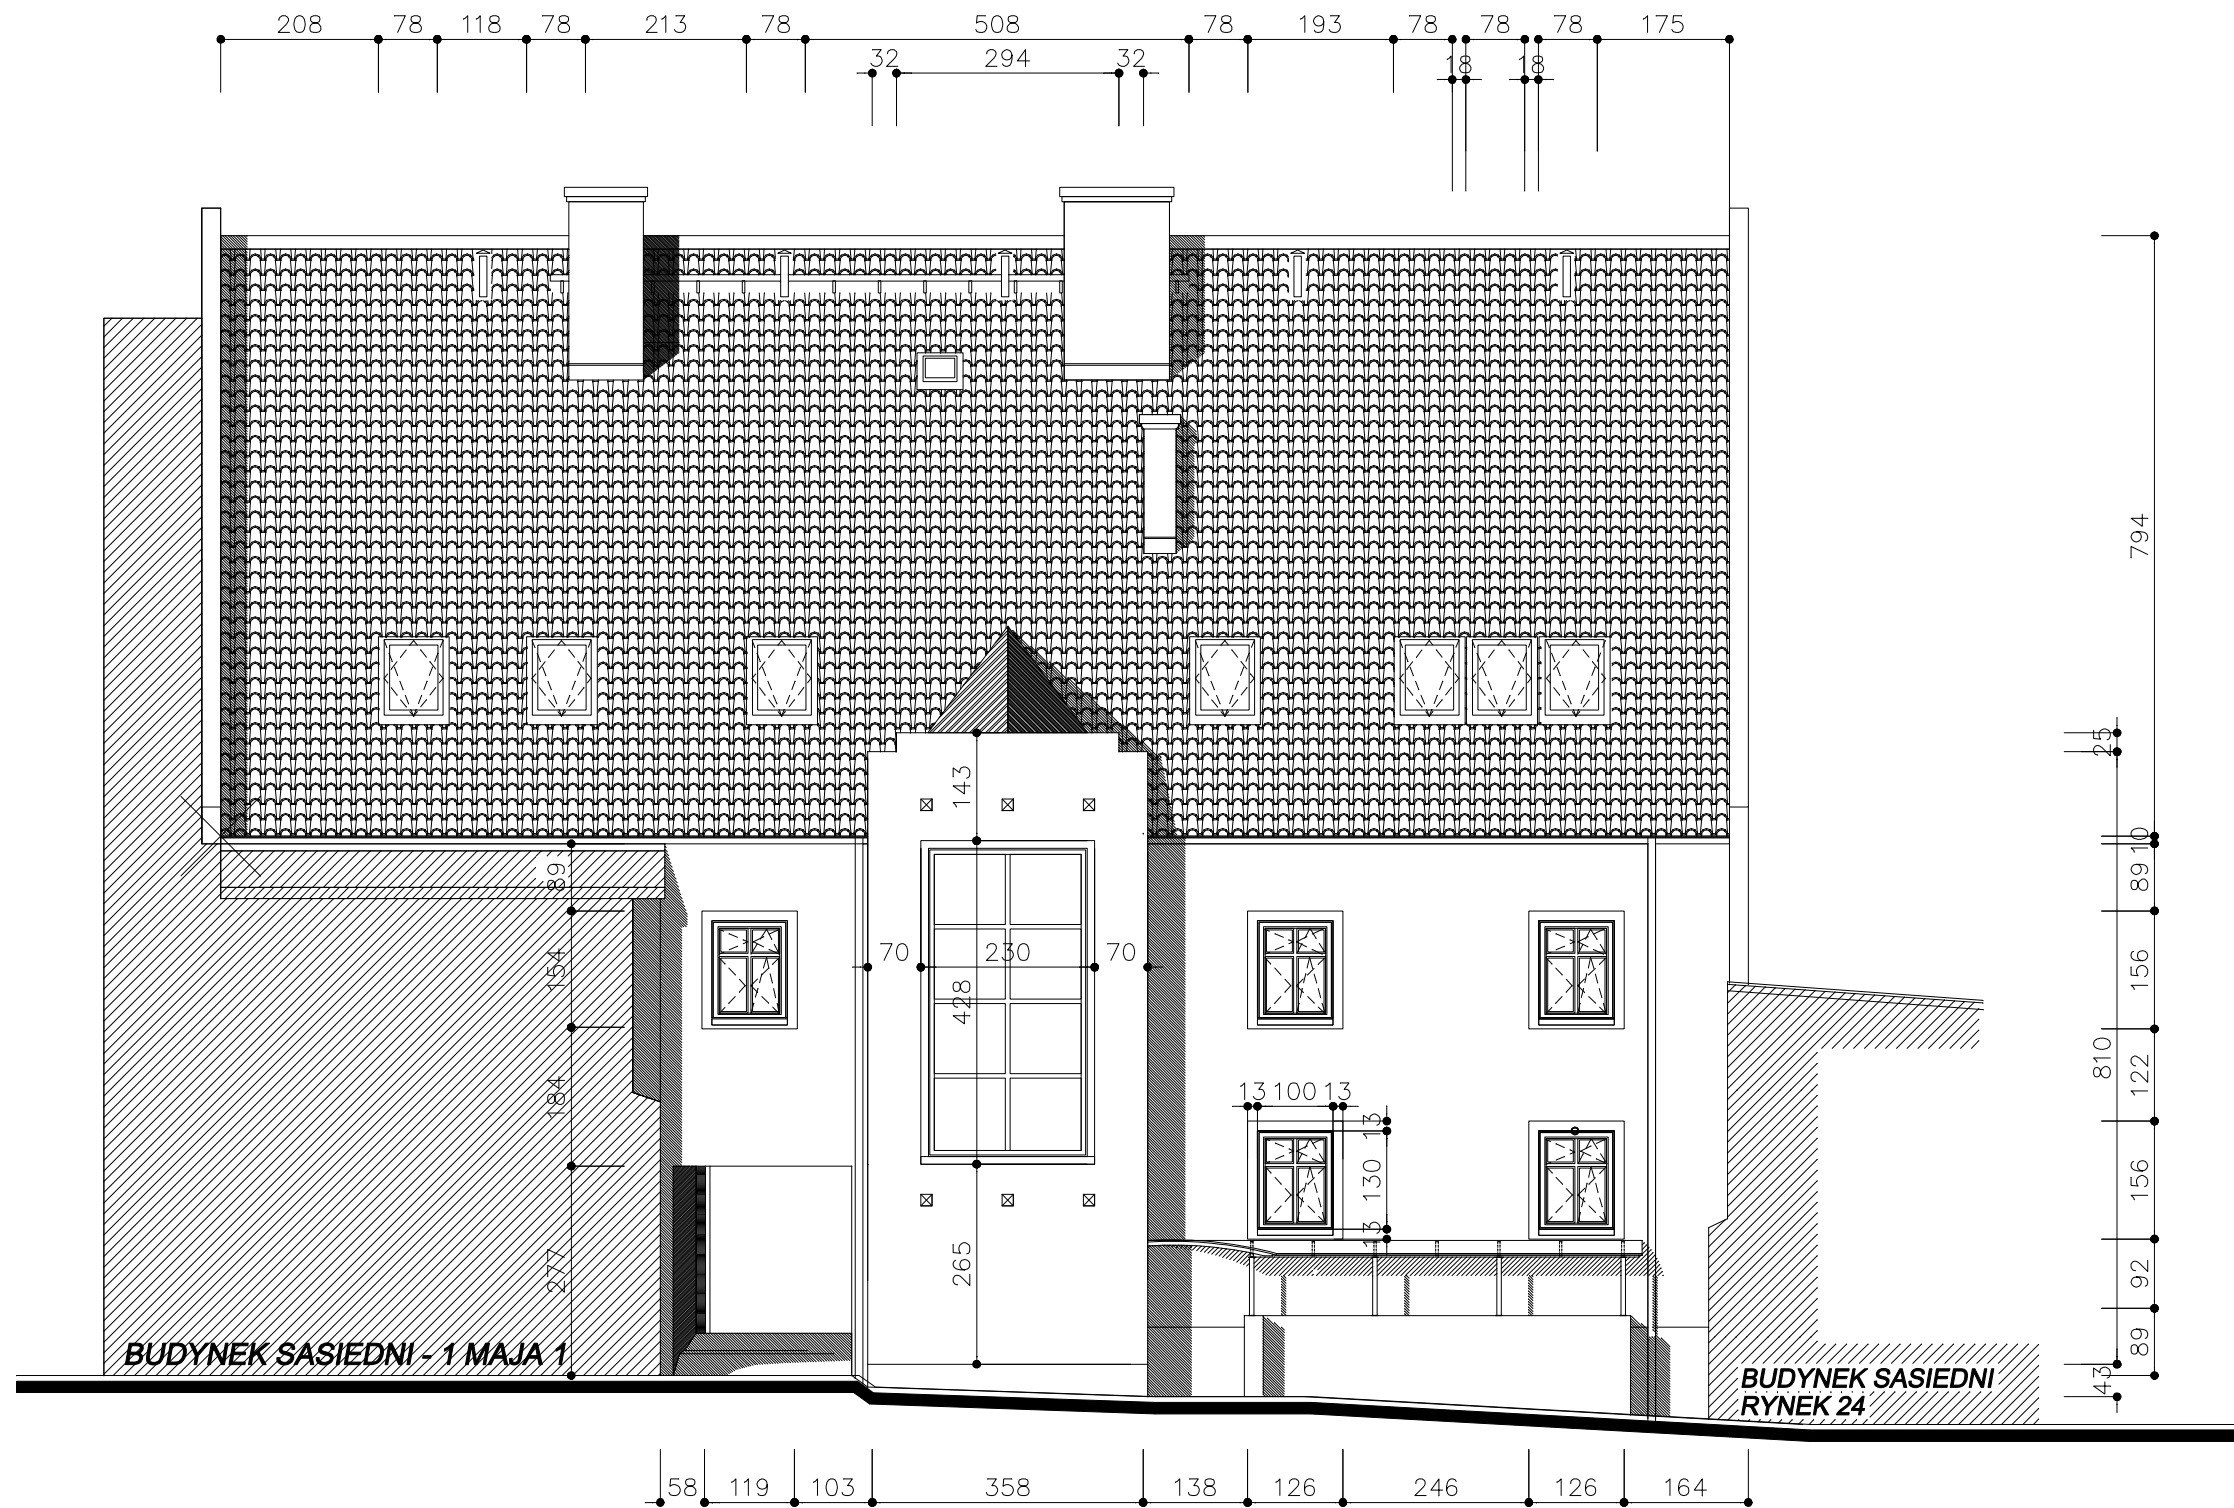 208 78 118 78 213 78 508 78 193 78 78 78 175
32 294 32 18 18
794
25
143
10
89 89
70 230 70
154 428 156
810
184 122
13 100 13 13
130 156
13
277 265 92
89
43
BUDYNEK SASIEDNI - 1 MAJA 1
BUDYNEK SASIEDNI
RYNEK 24
58 119 103 358 138 126 246 126 164